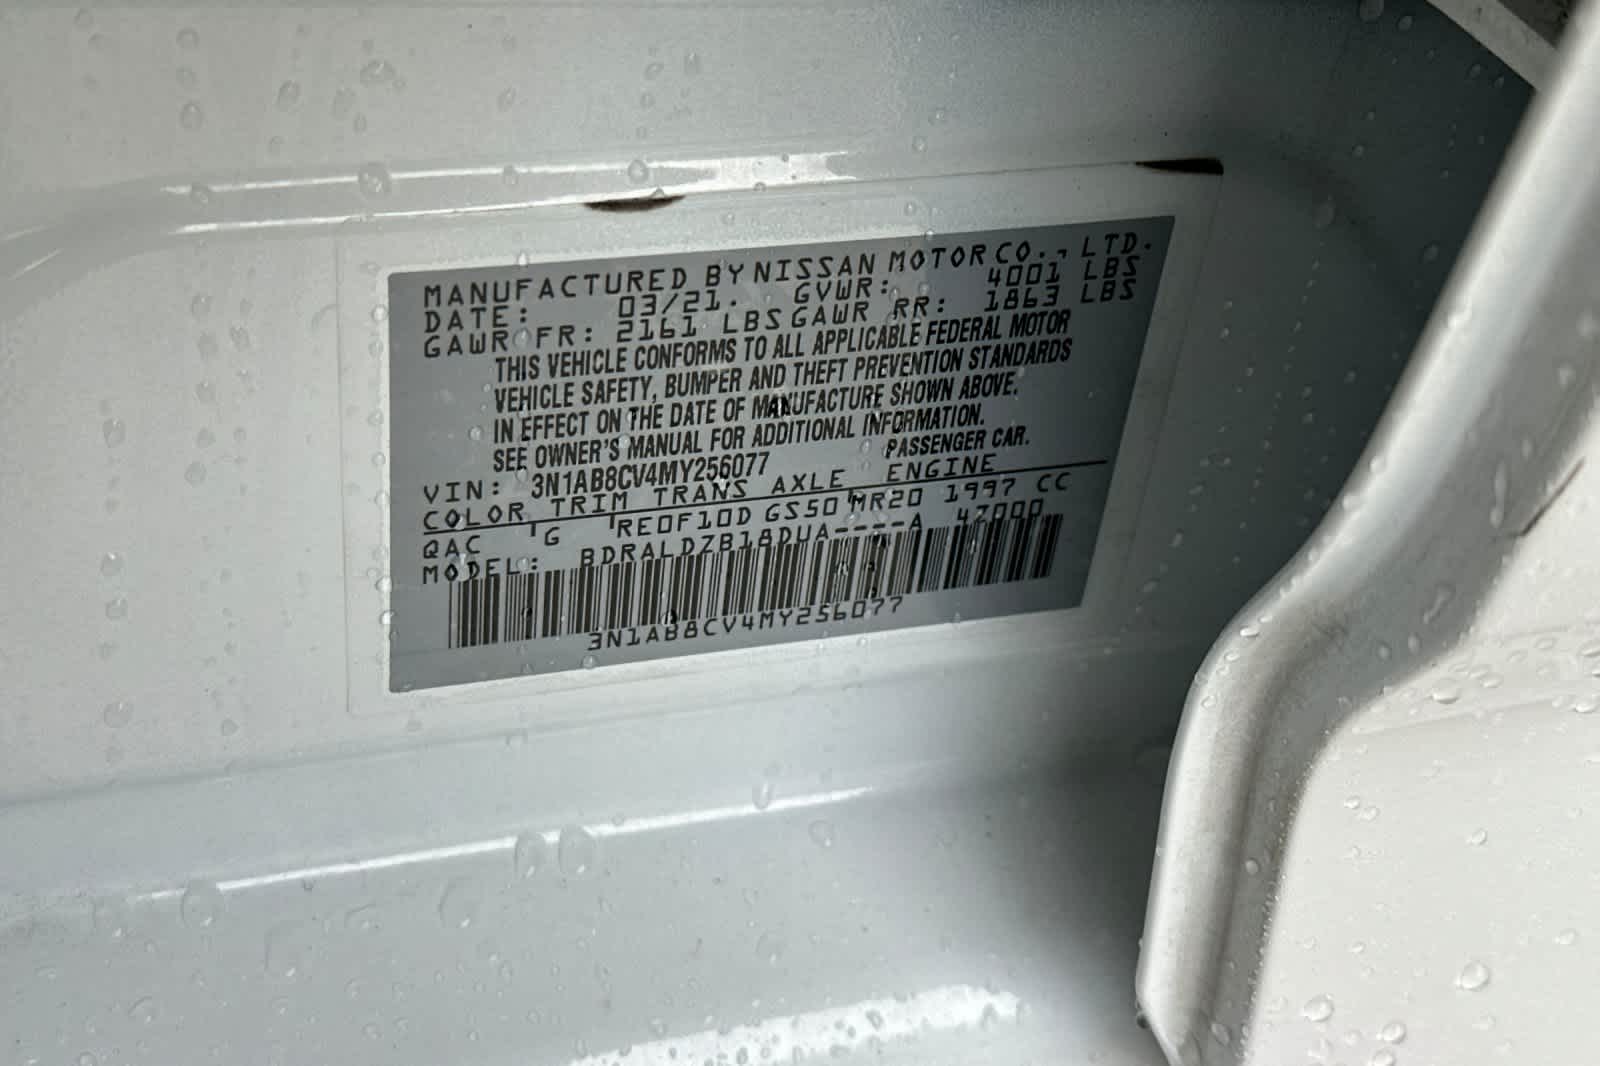 MANUFACTURED BY NISSAN MOTOR CO., LTD.
DATE: 03/21. GVWR: 4001 LBS
GAWR FR: 2161 LBS GAWR RR: 1863 LBS
THIS VEHICLE CONFORMS TO ALL APPLICABLE FEDERAL MOTOR
VEHICLE SAFETY, BUMPER AND THEFT PREVENTION STANDARDS
IN EFFECT ON THE DATE OF MANUFACTURE SHOWN ABOVE.
SEE OWNER'S MANUAL FOR ADDITIONAL INFORMATION.
VIN: 3N1AB8CV4MY256077 PASSENGER CAR.
COLOR TRIM TRANS AXLE ENGINE
QAC G RE0F10D GS50 MR20 1997 CC
MODEL: BDRALDZB18DUA----A 47000
3N1AB8CV4MY256077